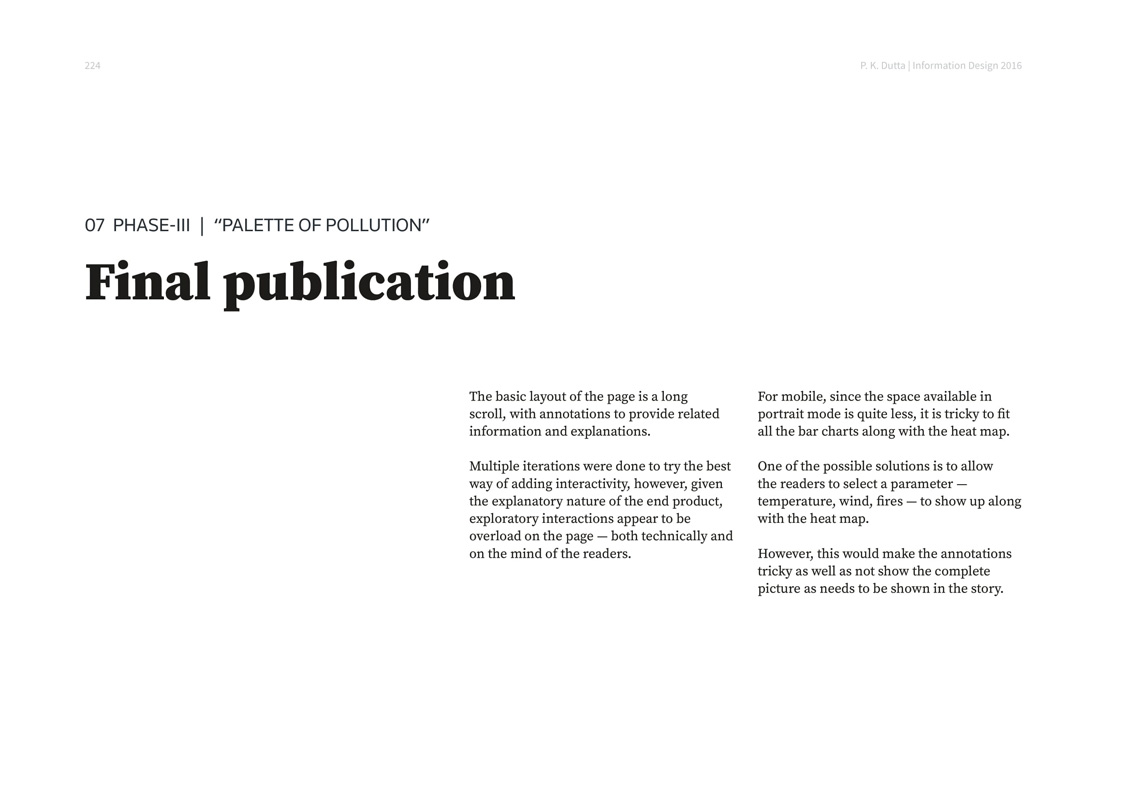 224
P. K. Dutta | Information Design 2016
07 PHASE-III | “PALETTE OF POLLUTION”
Final publication
The basic layout of the page is a long
scroll, with annotations to provide related
information and explanations.
Multiple iterations were done to try the best
way of adding interactivity, however, given
the explanatory nature of the end product,
exploratory interactions appear to be
overload on the page — both technically and
on the mind of the readers.
For mobile, since the space available in
portrait mode is quite less, it is tricky to fit
all the bar charts along with the heat map.
One of the possible solutions is to allow
the readers to select a parameter —
temperature, wind, fires — to show up along
with the heat map.
However, this would make the annotations
tricky as well as not show the complete
picture as needs to be shown in the story.